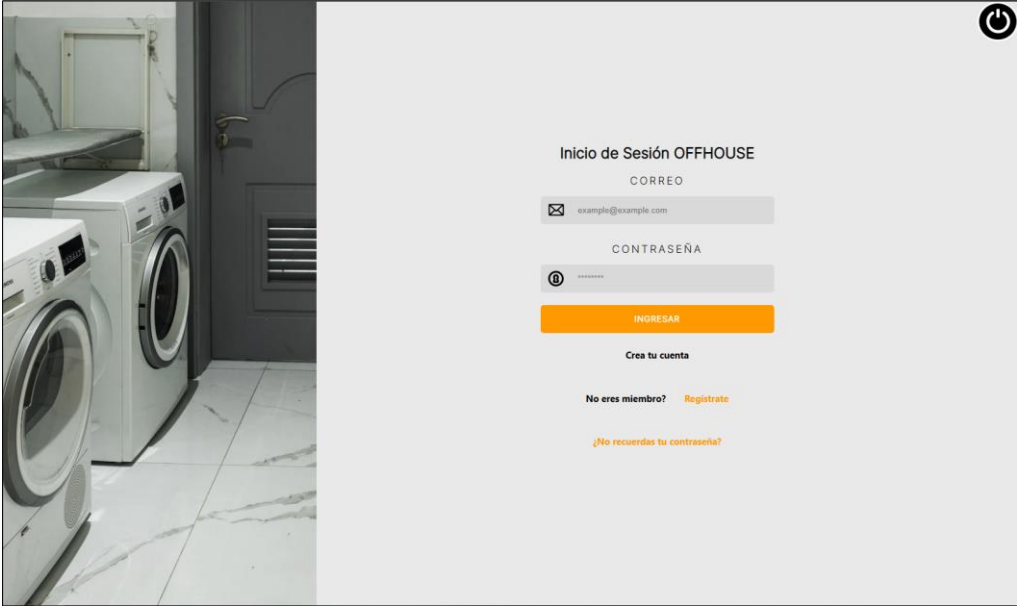 Inicio de Sesión OFFHOUSE
CORREO
example@example.com
CONTRASEÑA
********
INGRESAR
Crea tu cuenta
No eres miembro? Registrate
¿No recuerdas tu contraseña?